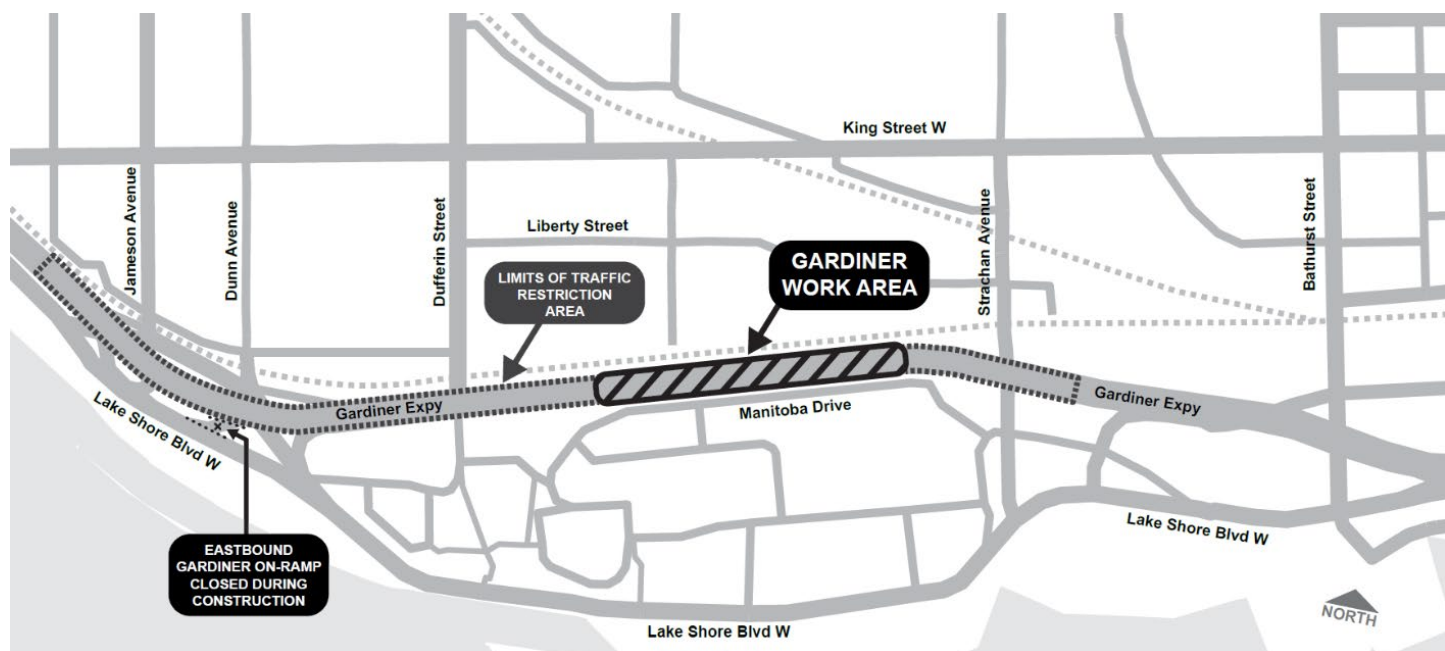 King Street W
Jameson Avenue
Dunn Avenue
Dufferin Street
Liberty Street
Strachan Avenue
Bathurst Street
GARDINER
WORK AREA
LIMITS OF TRAFFIC
RESTRICTION
AREA
Gardiner Expy
Manitoba Drive
Gardiner Expy
Lake Shore Blvd W
EASTBOUND
GARDINER ON-RAMP
CLOSED DURING
CONSTRUCTION
Lake Shore Blvd W
Lake Shore Blvd W
NORTH